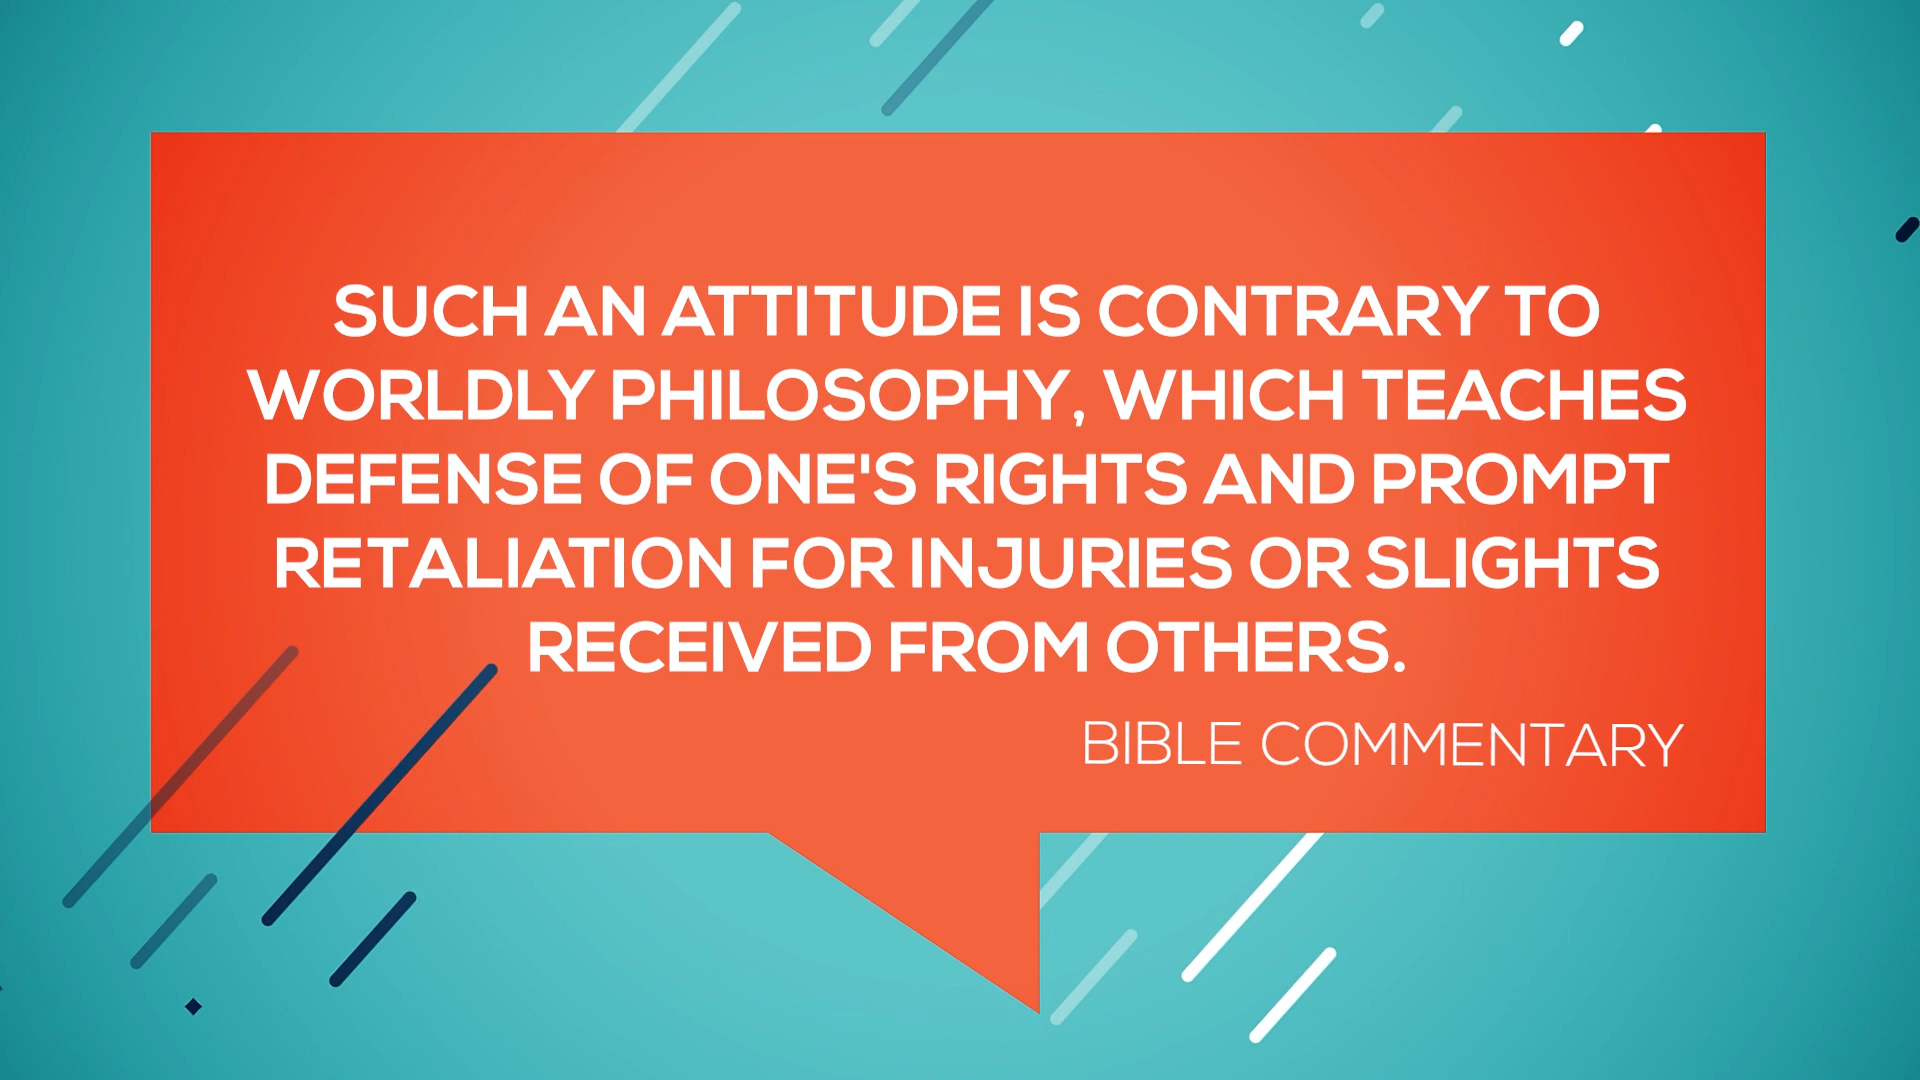 SUCH AN ATTITUDE IS CONTRARY TO
WORLDLY PHILOSOPHY, WHICH TEACHES
DEFENSE OF ONE'S RIGHTS AND PROMPT
RETALIATION FOR INJURIES OR SLIGHTS
RECEIVED FROM OTHERS.
BIBLE COMMENTARY